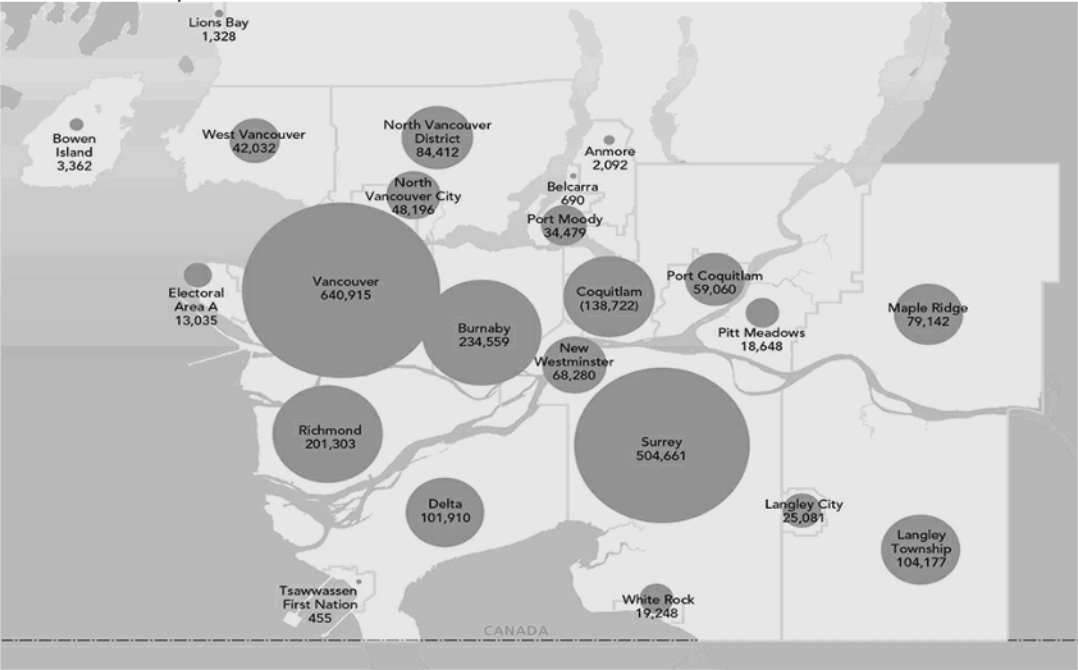 Lions Bay
1,328
Bowen
Island
3,362
West Vancouver
42,032
North Vancouver
District
84,412
North
Vancouver City
48,196
Anmore
2,092
Belcarra
690
Port Moody
34,479
Electoral
Area A
13,035
Vancouver
640,915
Burnaby
234,559
Coquitlam
(138,722)
Port Coquitlam
59,060
Pitt Meadows
18,648
Maple Ridge
79,142
New
Westminster
68,280
Richmond
201,303
Surrey
504,661
Delta
101,910
Langley City
25,081
Langley
Township
104,177
Tsawwassen
First Nation
455
White Rock
19,248
CANADA